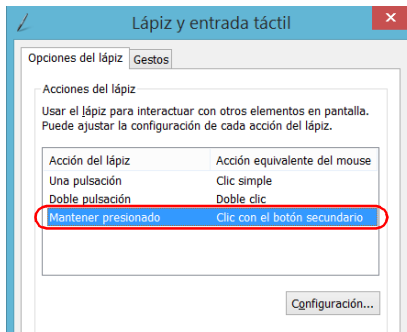 Lápiz y entrada táctil
Opciones del lápiz Gestos
Acciones del lápiz
Usar el lápiz para interactuar con otros elementos en pantalla.
Puede ajustar la configuración de cada acción del lápiz.
Acción del lápiz Acción equivalente del mouse
Una pulsación Clic simple
Doble pulsación Doble clic
Mantener presionado Clic con el botón secundario
Configuración...